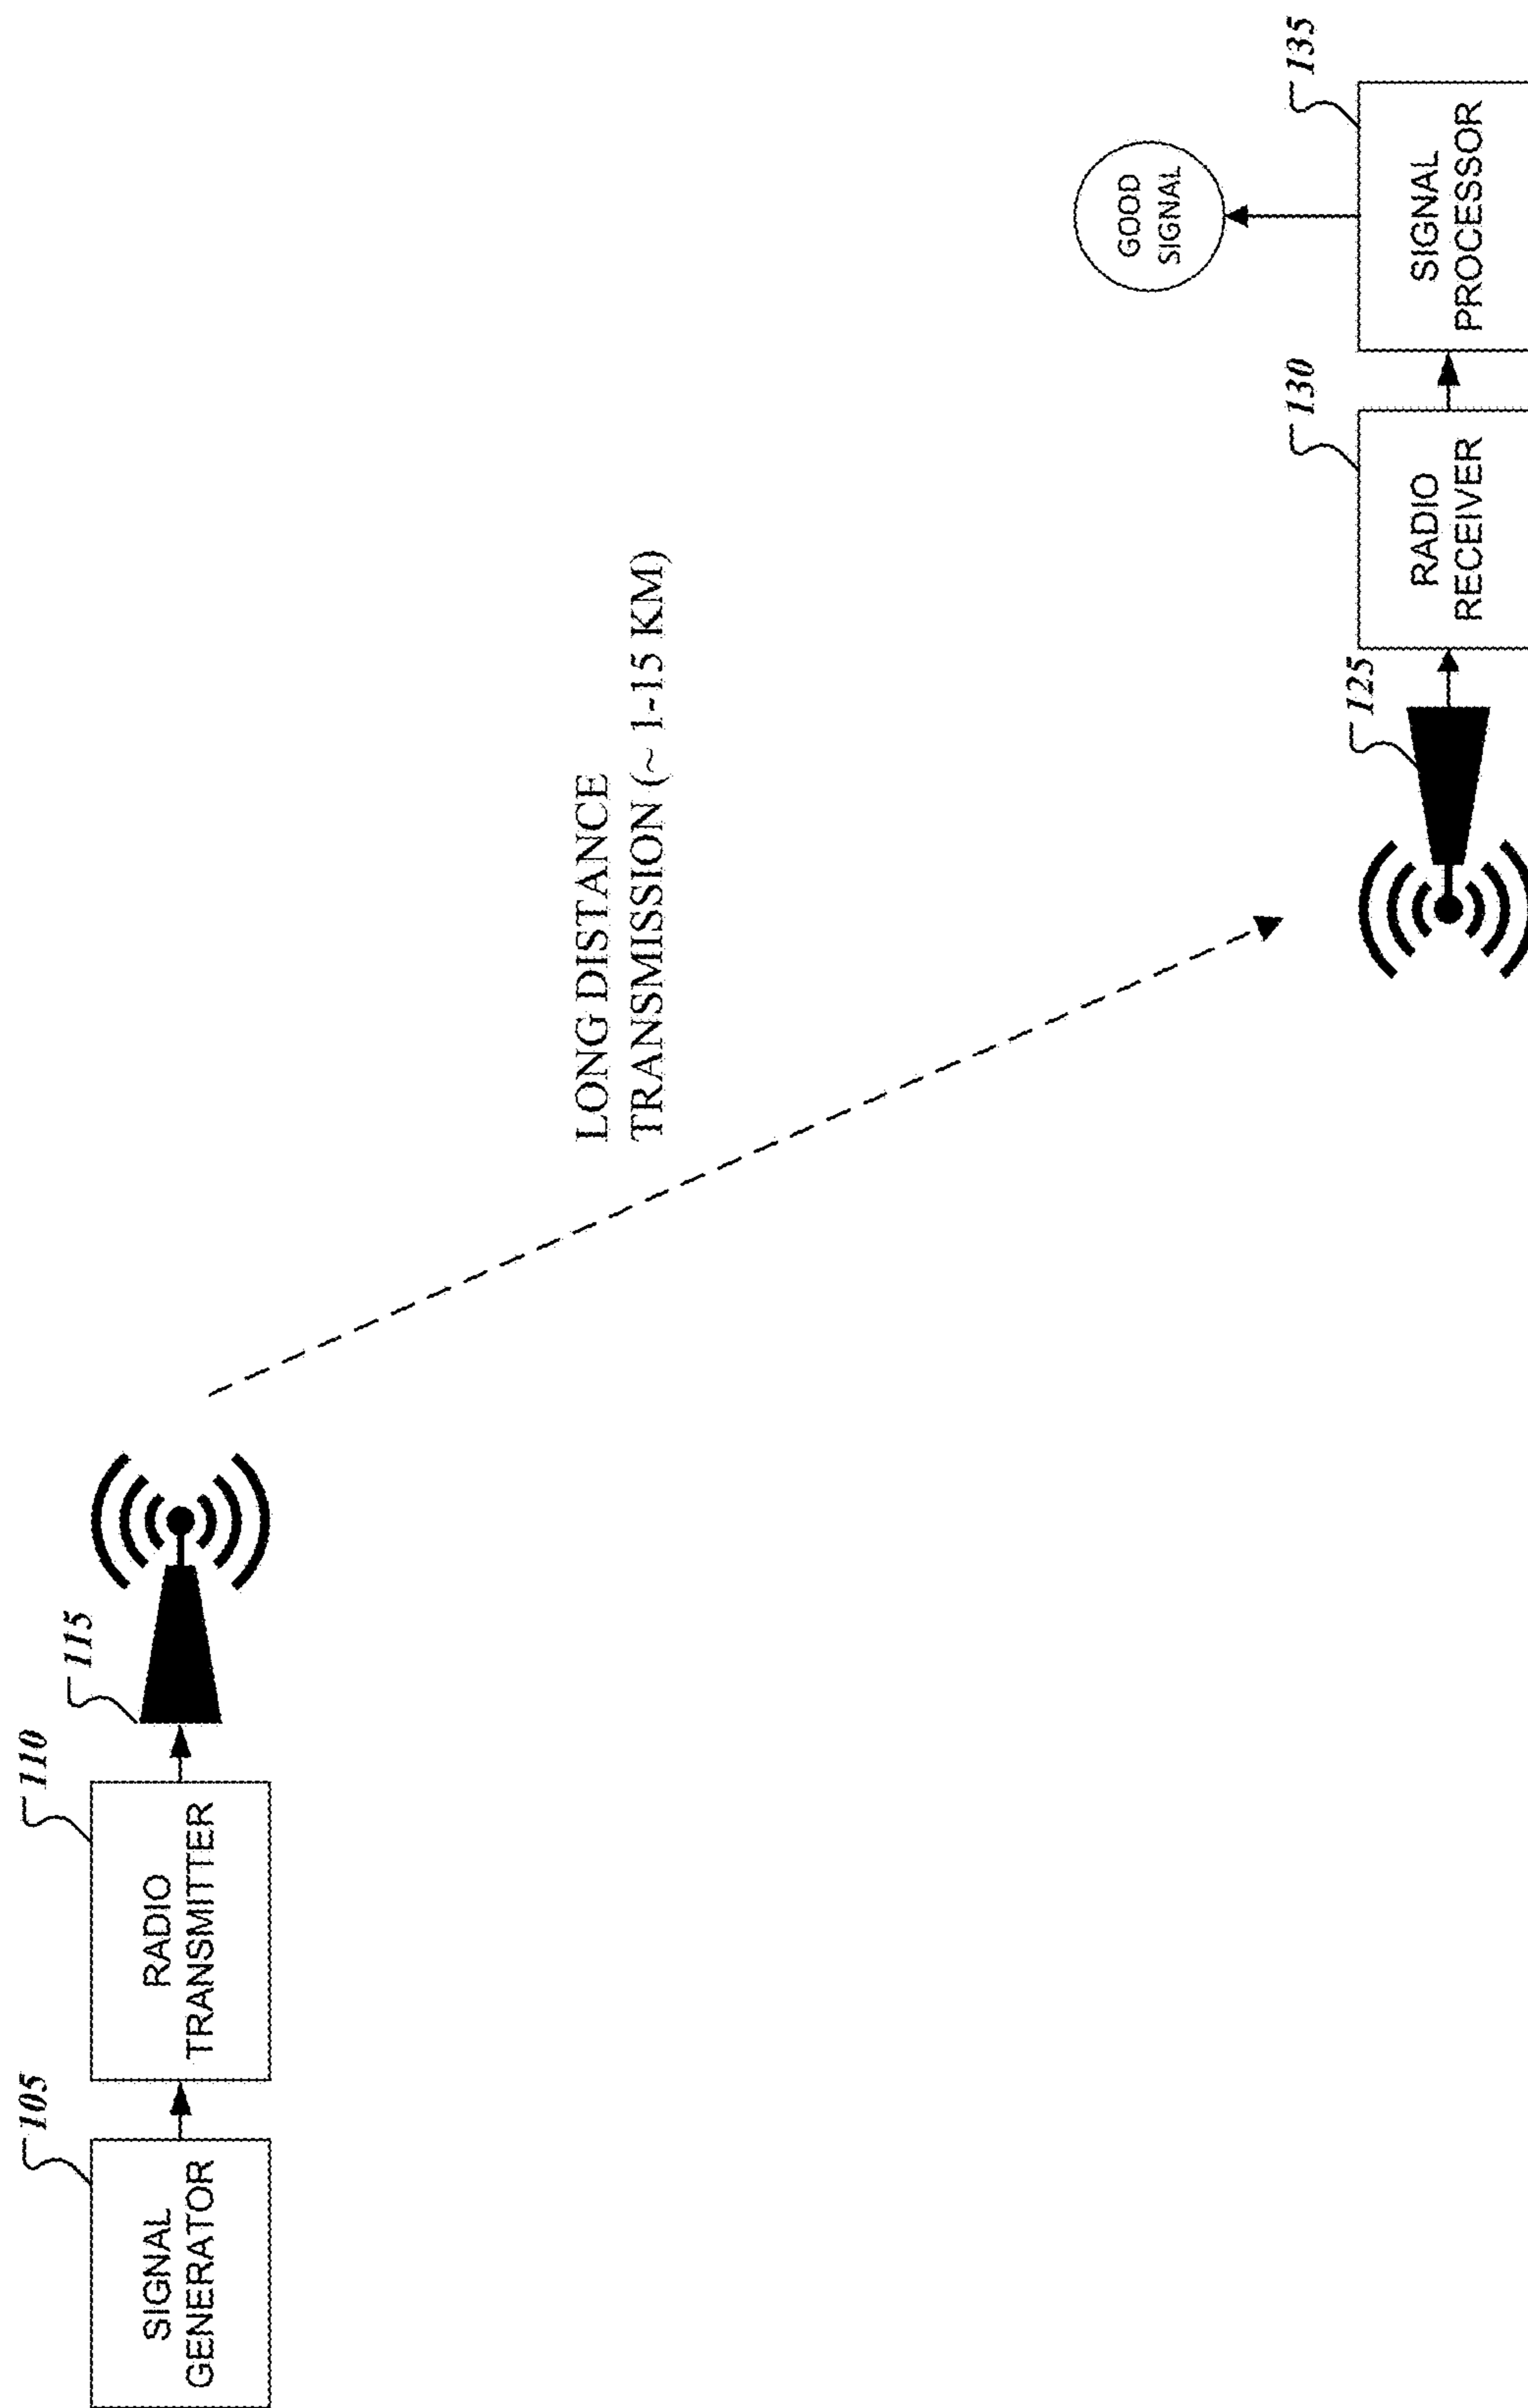 105
SIGNAL
GENERATOR
110
RADIO
TRANSMITTER
115
LONG DISTANCE
TRANSMISSION (~ 1-15 KM)
125
130
RADIO
RECEIVER
135
SIGNAL
PROCESSOR
GOOD
SIGNAL